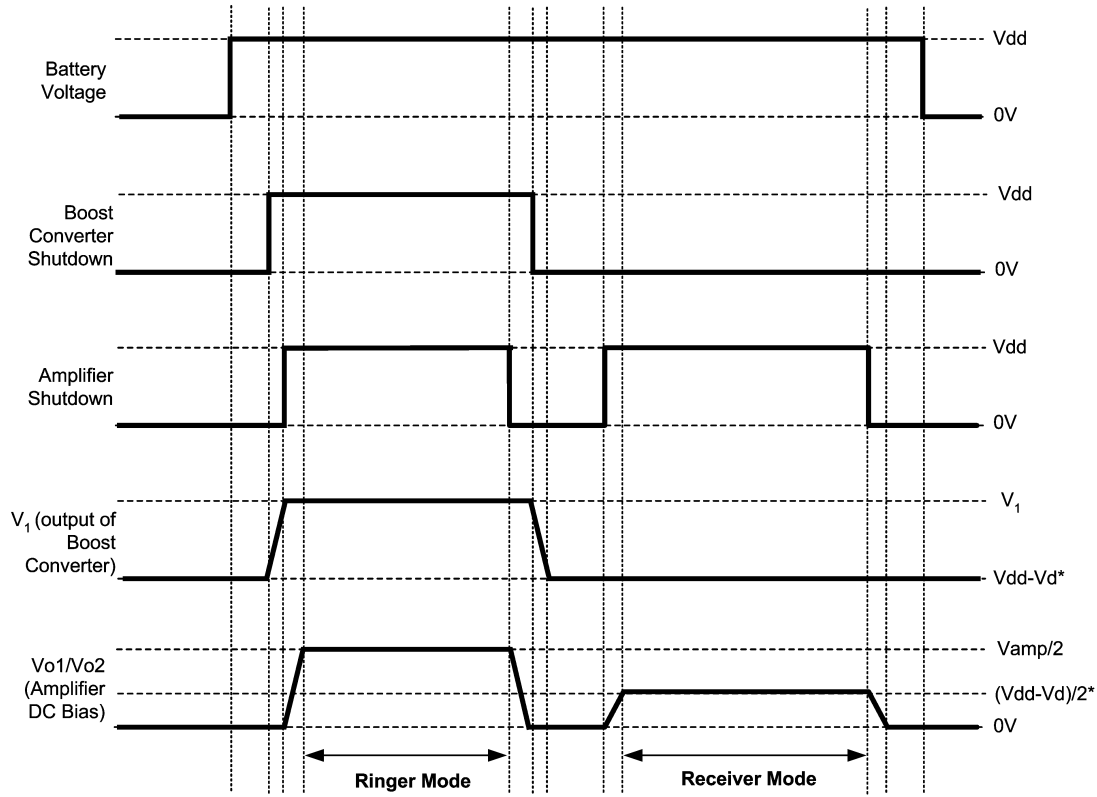 Vdd
Battery
Voltage
0V
Vdd
Boost
Converter
Shutdown
0V
Vdd
Amplifier
Shutdown
0V
V1
V1 (output of
Boost
Converter)
Vdd-Vd*
Vamp/2
Vo1/Vo2
(Amplifier
DC Bias)
(Vdd-Vd)/2*
0V
Ringer Mode
Receiver Mode